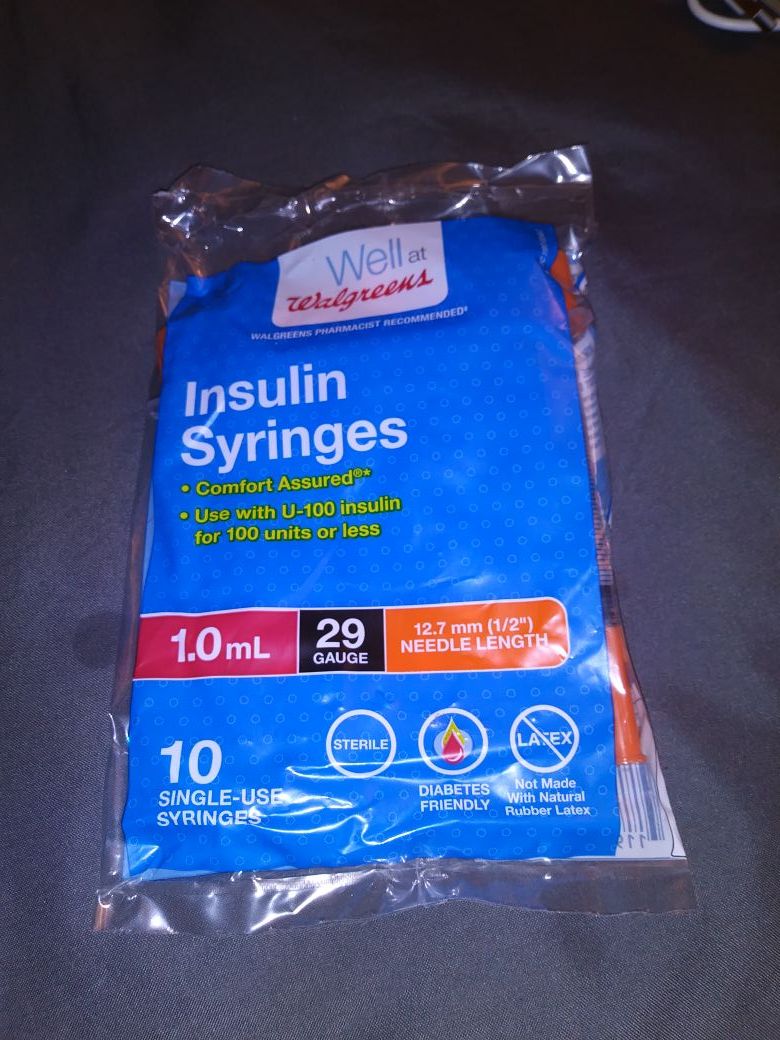 Well at
Walgreens
WALGREENS PHARMACIST RECOMMENDED‡
Insulin
Syringes
• Comfort Assured®*
• Use with U-100 insulin
for 100 units or less
1.0 mL
29
GAUGE
12.7 mm (1/2")
NEEDLE LENGTH
10
SINGLE-USE
SYRINGES
STERILE
DIABETES
FRIENDLY
LATEX
Not Made
With Natural
Rubber Latex